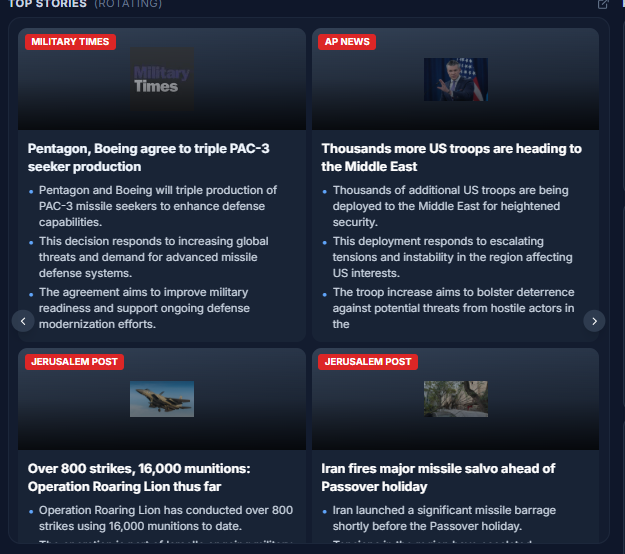 TOP STORIES (ROTATING)
MILITARY TIMES
Military
Times
Pentagon, Boeing agree to triple PAC-3
seeker production
• Pentagon and Boeing will triple production of
PAC-3 missile seekers to enhance defense
capabilities.
• This decision responds to increasing global
threats and demand for advanced missile
defense systems.
• The agreement aims to improve military
readiness and support ongoing defense
modernization efforts.
AP NEWS
Thousands more US troops are heading to
the Middle East
• Thousands of additional US troops are being
deployed to the Middle East for heightened
security.
• This deployment responds to escalating
tensions and instability in the region affecting
US interests.
• The troop increase aims to bolster deterrence
against potential threats from hostile actors in
the
JERUSALEM POST
Over 800 strikes, 16,000 munitions:
Operation Roaring Lion thus far
• Operation Roaring Lion has conducted over 800
strikes using 16,000 munitions to date.
JERUSALEM POST
Iran fires major missile salvo ahead of
Passover holiday
• Iran launched a significant missile barrage
shortly before the Passover holiday.